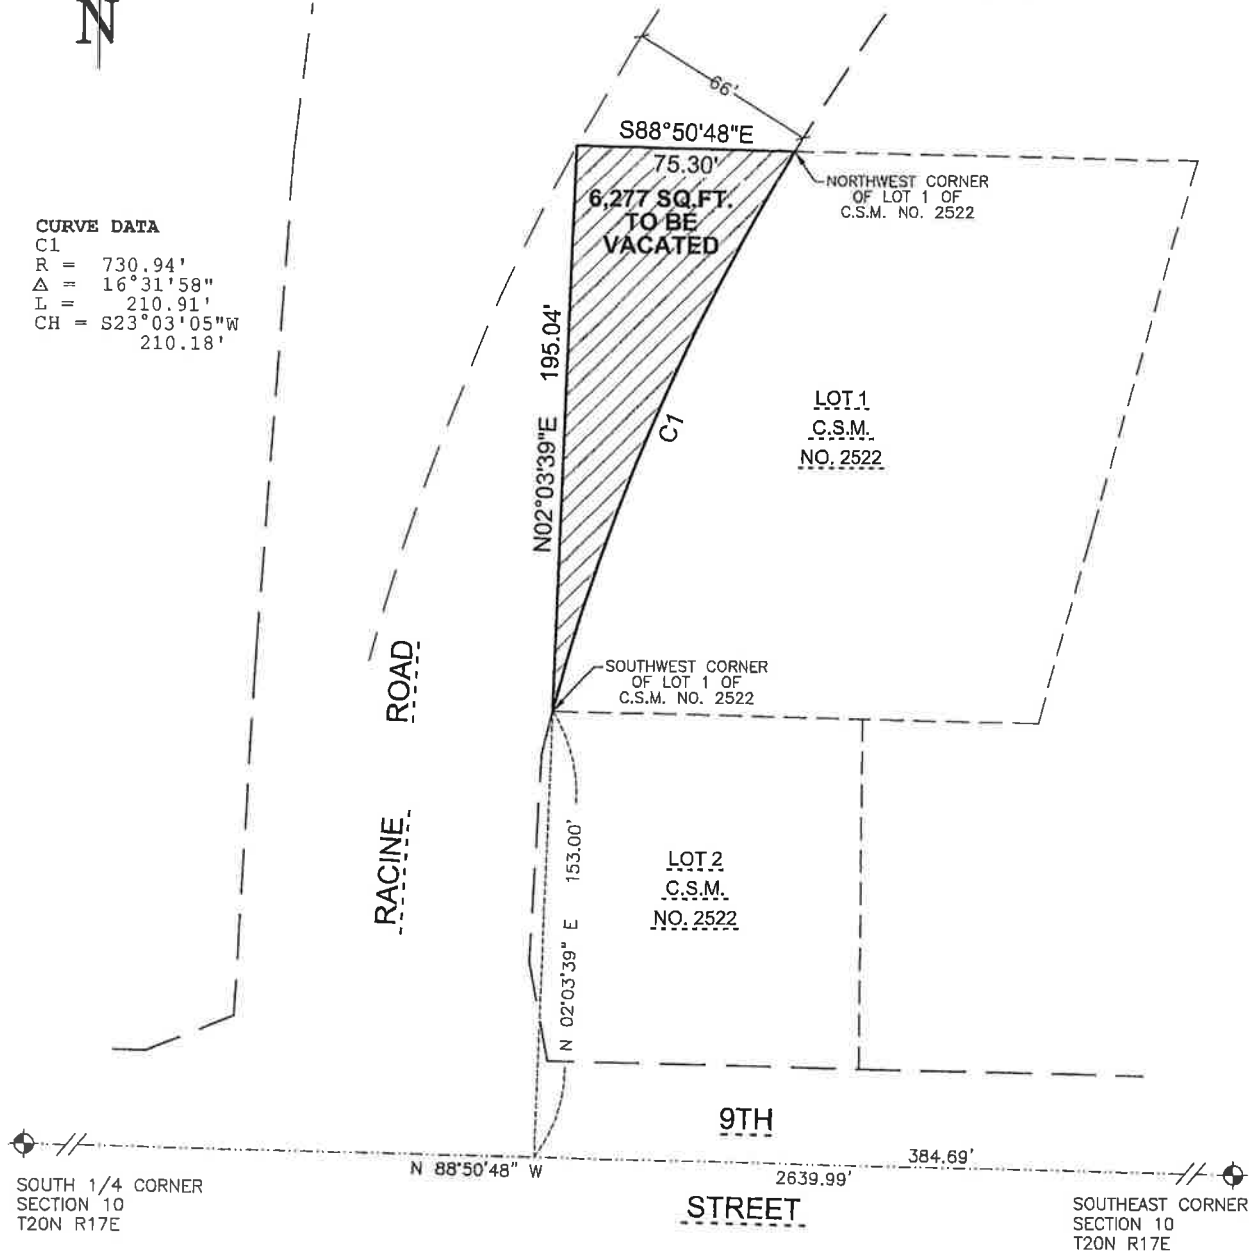 N
66'
S88°50'48"E
75.30'
6,277 SQ.FT.
TO BE
VACATED
NORTHWEST CORNER
OF LOT 1 OF
C.S.M. NO. 2522
CURVE DATA
C1
R = 730.94'
Δ = 16°31'58"
L = 210.91'
CH = S23°03'05"W
210.18'
N02°03'39"E 195.04'
C1
LOT 1
C.S.M.
NO. 2522
SOUTHWEST CORNER
OF LOT 1 OF
C.S.M. NO. 2522
RACINE ROAD
N 02°03'39" E 153.00'
LOT 2
C.S.M.
NO. 2522
9TH
384.69'
N 88°50'48" W
2639.99'
STREET
SOUTH 1/4 CORNER
SECTION 10
T20N R17E
SOUTHEAST CORNER
SECTION 10
T20N R17E